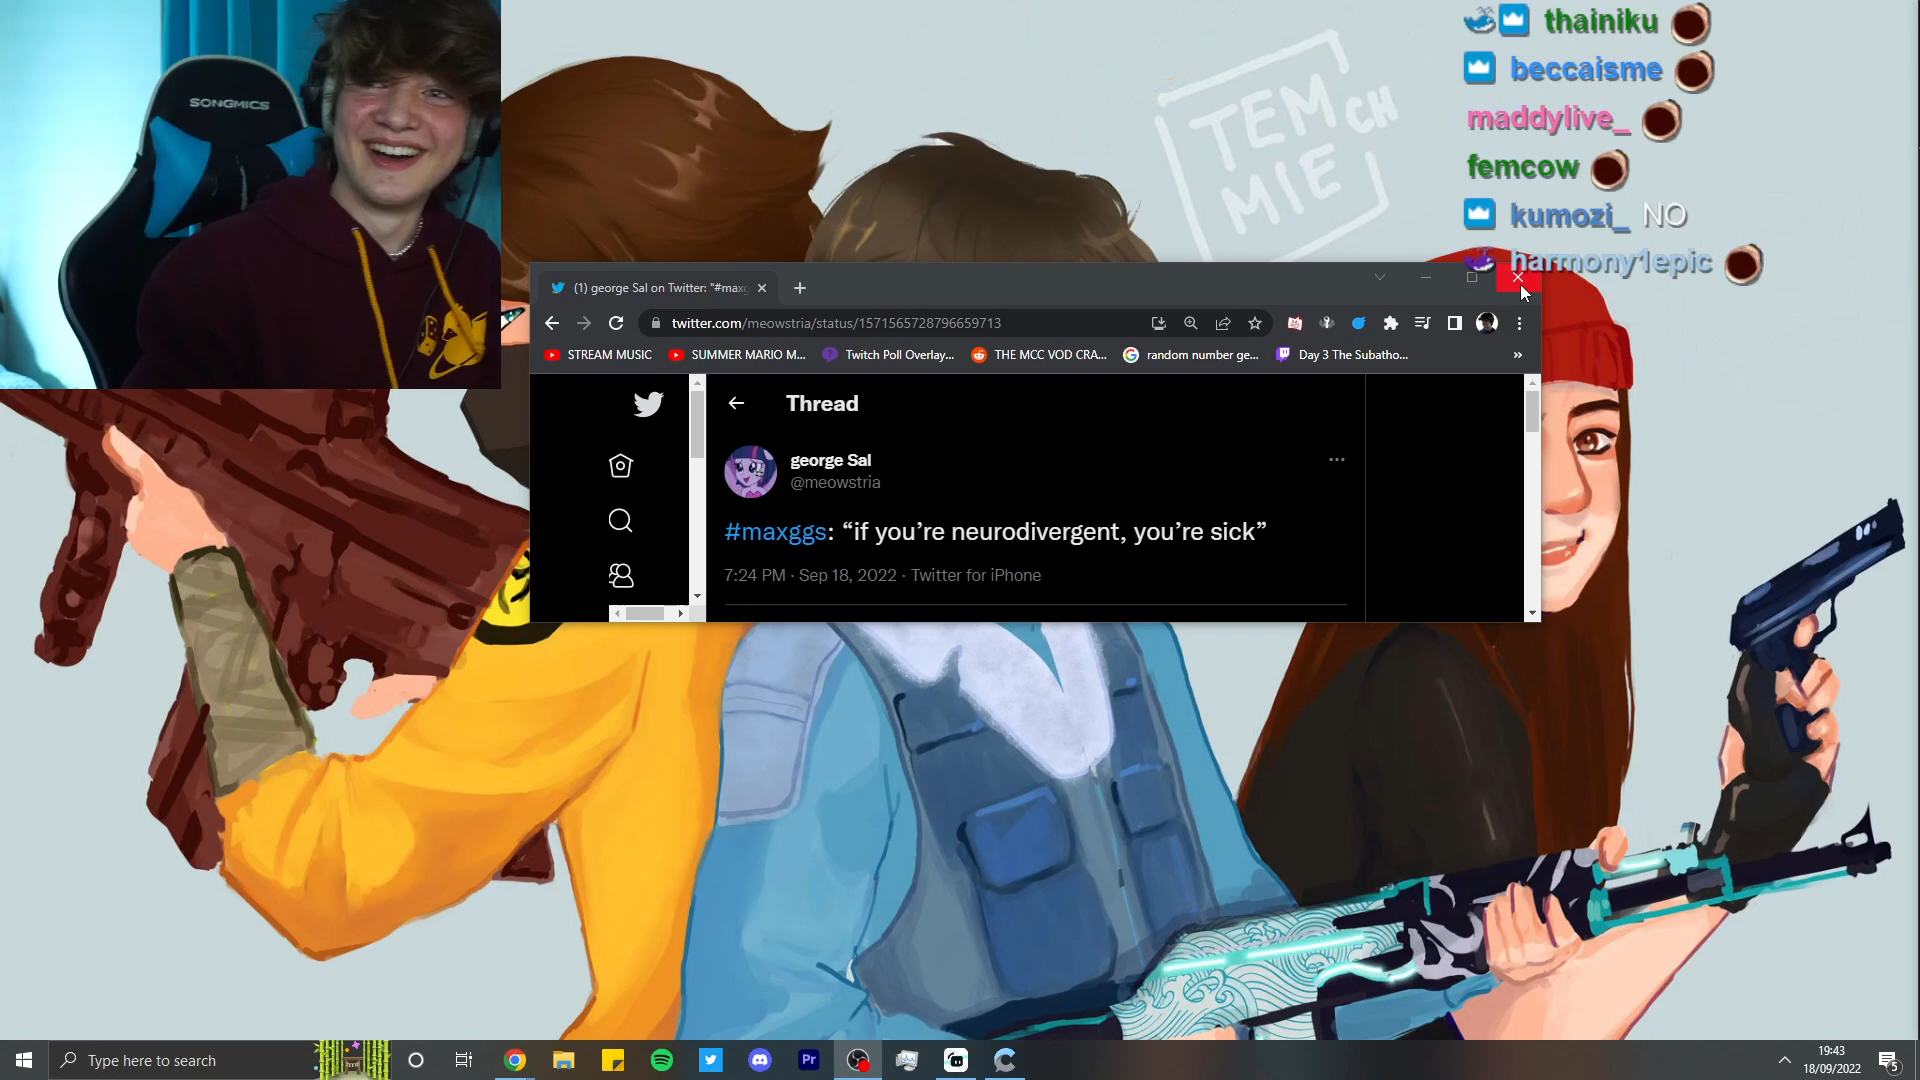 SONGMICS
TEMMIE CH
thainiku
beccaisme
maddylive_
femcow
kumozi_ NO
harmony1epic
(1) george Sal on Twitter: "#maxg
twitter.com/meowstria/status/1571565728796659713
STREAM MUSIC
SUMMER MARIO M...
Twitch Poll Overlay...
THE MCC VOD CRA...
random number ge...
Day 3 The Subatho...
»
Thread
george Sal
@meowstria
#maxggs: “if you’re neurodivergent, you’re sick”
7:24 PM · Sep 18, 2022 · Twitter for iPhone
Type here to search
Pr
19:43
18/09/2022
5